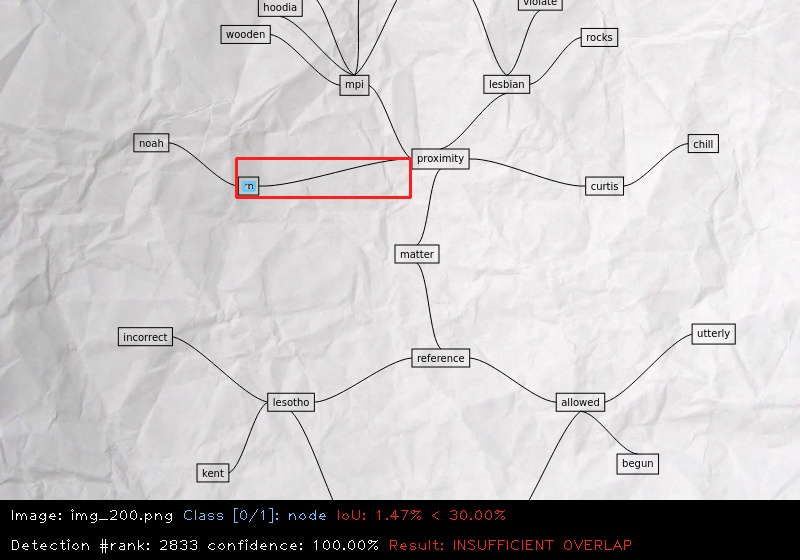 violate
hoodia
wooden
rocks
mpi
lesbian
noah
chill
proximity
curtis
matter
incorrect
utterly
reference
lesotho
allowed
begun
kent
Image: img_200.png Class [0/1]: node IoU: 1.47% < 30.00%
Detection #rank: 2833 confidence: 100.00% Result: INSUFFICIENT OVERLAP